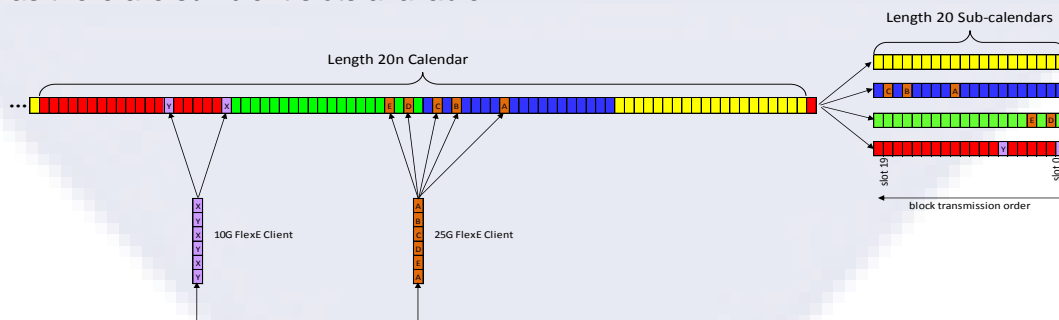 Length 20 Sub-calendars
Length 20n Calendar
...
Y X E D C B A
C B A
E D
Y
slot 19
slot 0
block transmission order
X
Y
X
Y
X
Y
10G FlexE Client
A
B
C
D
E
A
25G FlexE Client